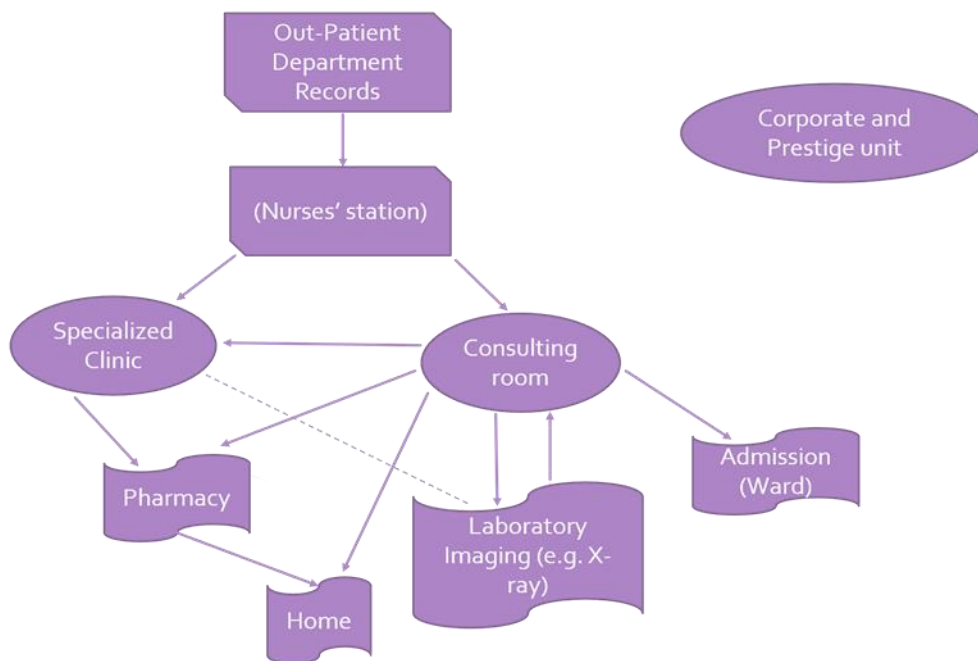 Out-Patient
Department
Records
Corporate and
Prestige unit
(Nurses’ station)
Specialized
Clinic
Consulting
room
Pharmacy
Admission
(Ward)
Laboratory
Imaging (e.g. X-
ray)
Home